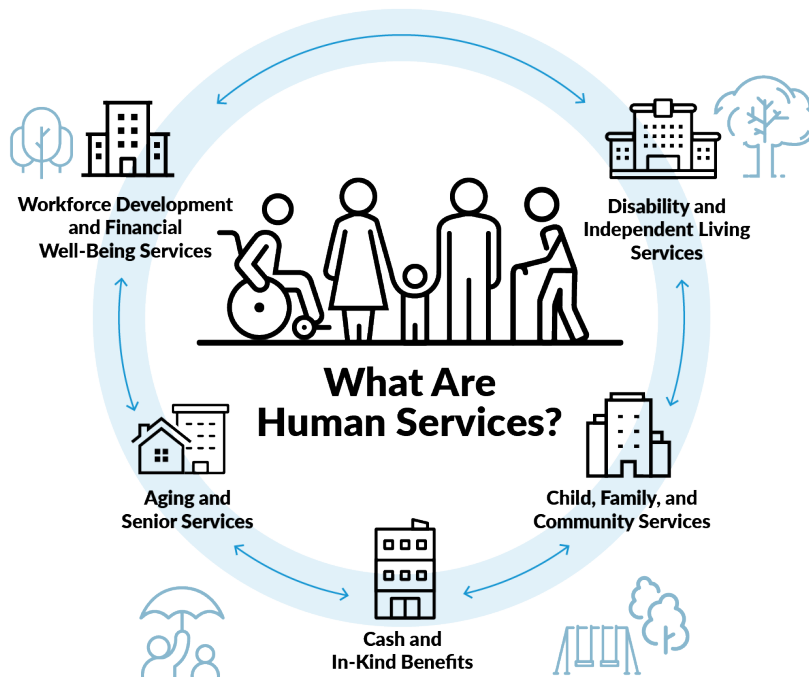 Workforce Development
and Financial
Well-Being Services
Disability and
Independent Living
Services
What Are
Human Services?
Aging and
Senior Services
Child, Family, and
Community Services
Cash and
In-Kind Benefits